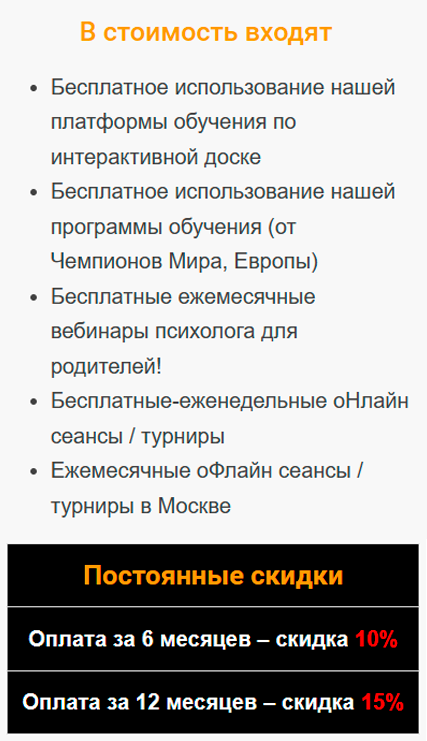 В стоимость входят
• Бесплатное использование нашей
платформы обучения по
интерактивной доске
• Бесплатное использование нашей
программы обучения (от
Чемпионов Мира, Европы)
• Бесплатные ежемесячные
вебинары психолога для
родителей!
• Бесплатные-еженедельные оНлайн
сеансы / турниры
• Ежемесячные оФлайн сеансы /
турниры в Москве
Постоянные скидки
Оплата за 6 месяцев – скидка 10%
Оплата за 12 месяцев – скидка 15%